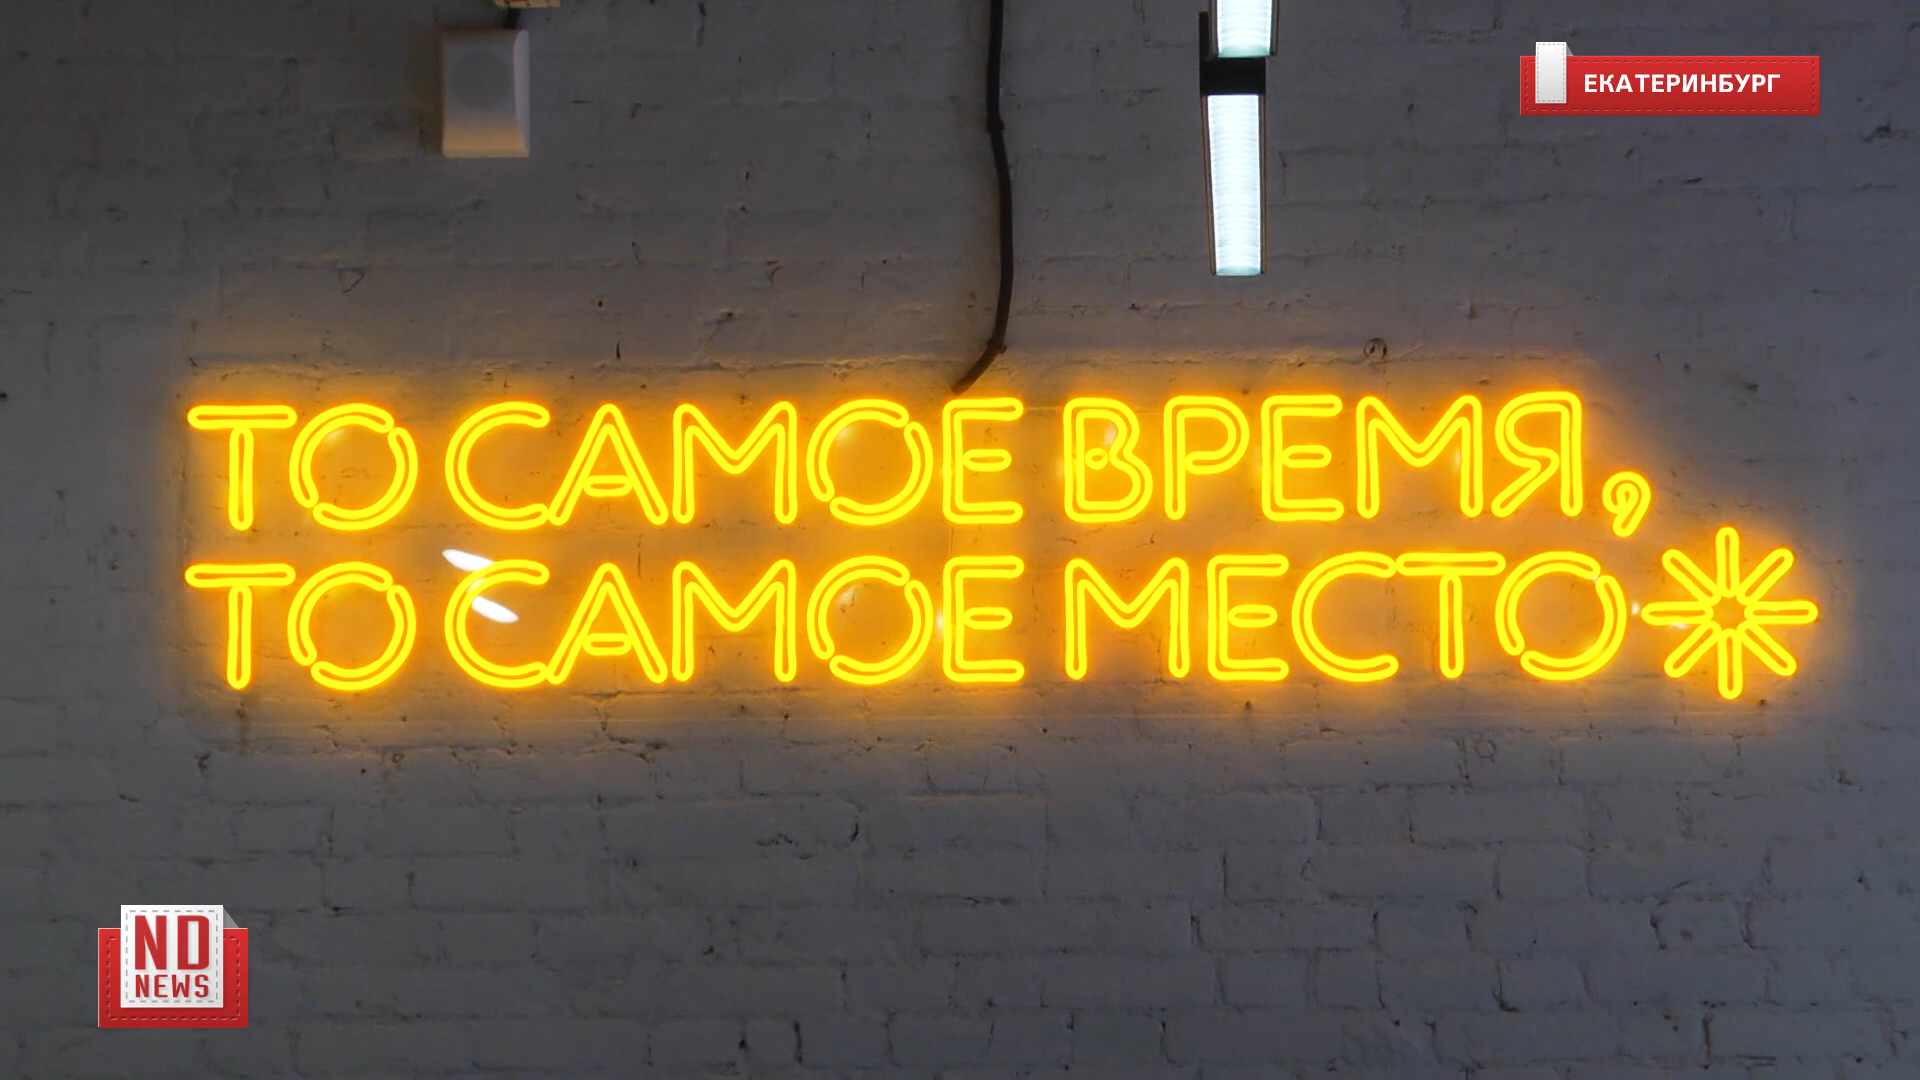 ЕКАТЕРИНБУРГ
ТО САМОЕ ВРЕМЯ,
ТО САМОЕ МЕСТО
ND
NEWS